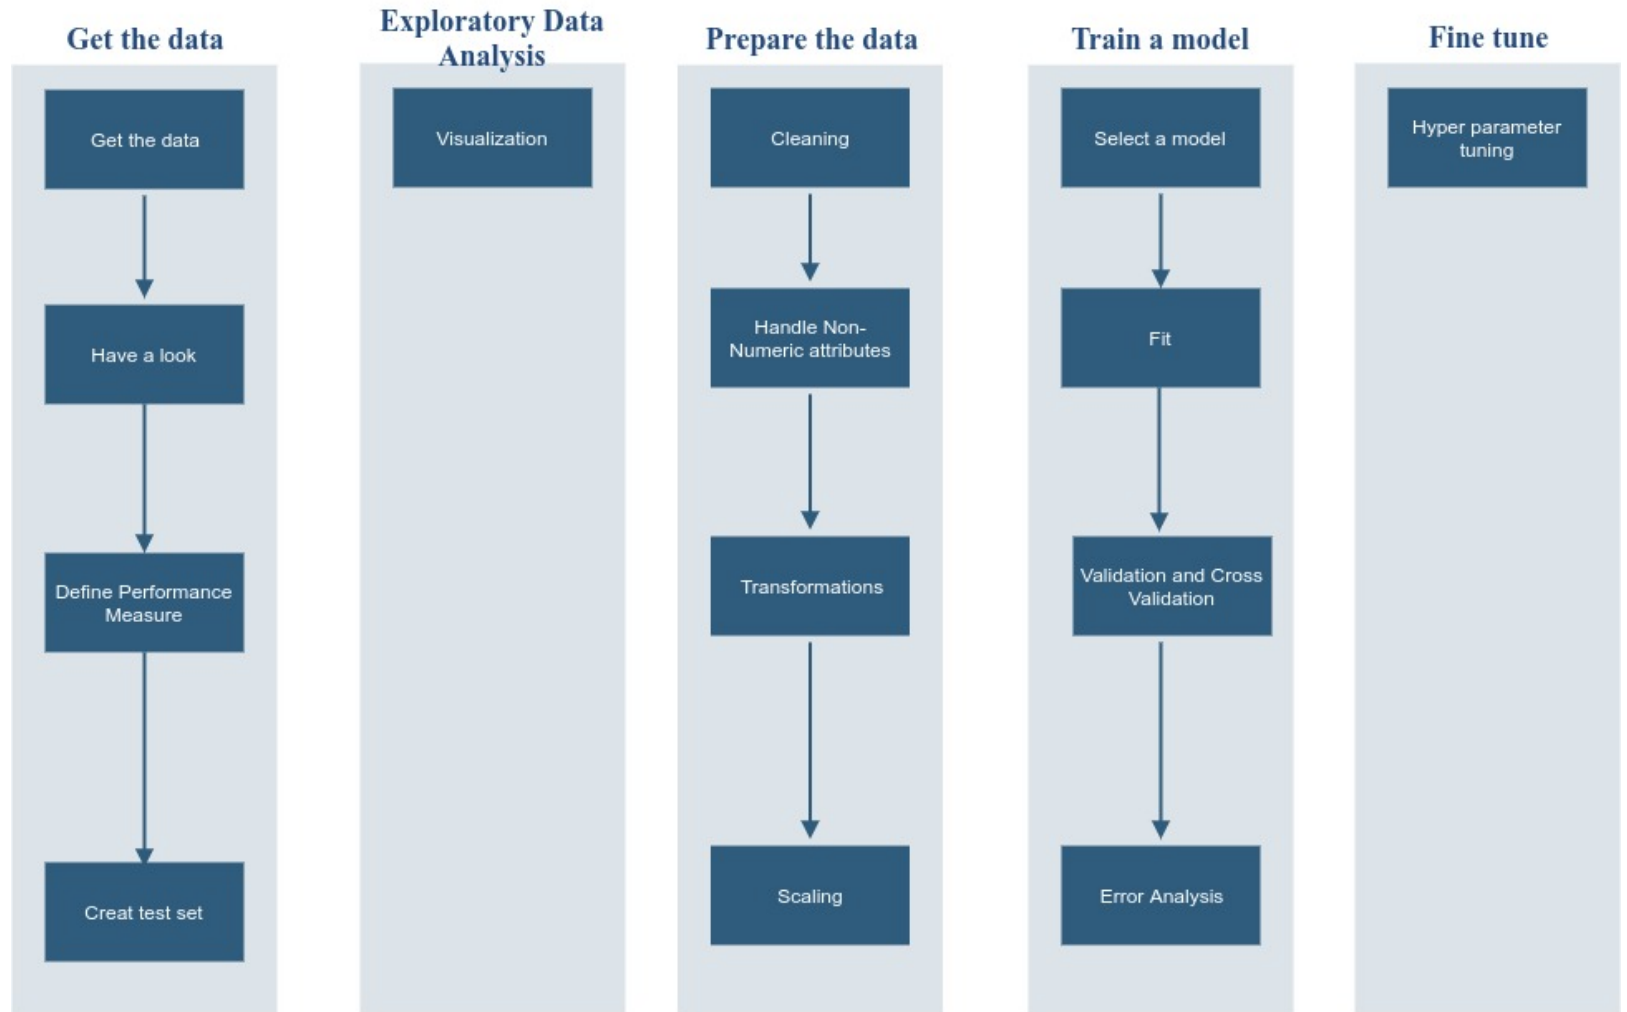 Get the data
Get the data
Have a look
Define Performance
Measure
Creat test set
Exploratory Data
Analysis
Visualization
Prepare the data
Cleaning
Handle Non-
Numeric attributes
Transformations
Scaling
Train a model
Select a model
Fit
Validation and Cross
Validation
Error Analysis
Fine tune
Hyper parameter
tuning